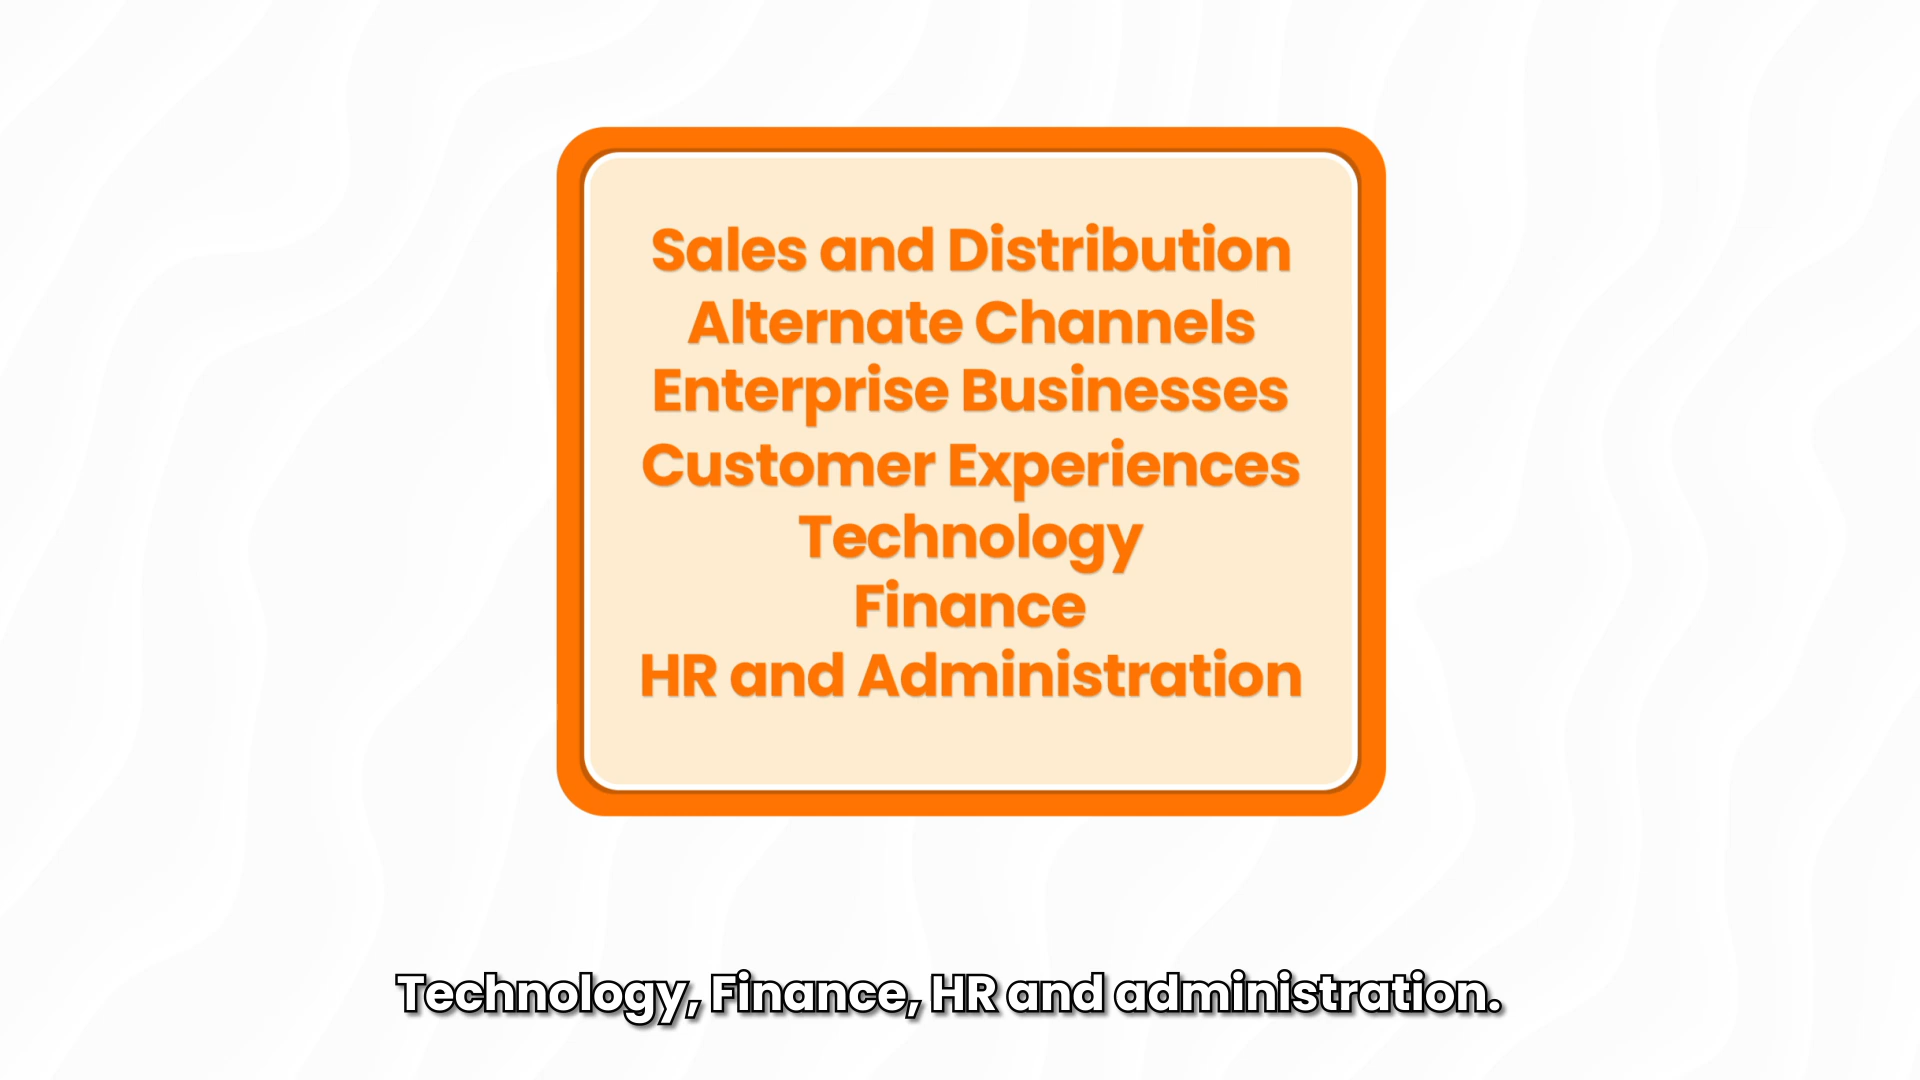 Sales and Distribution
Alternate Channels
Enterprise Businesses
Customer Experiences
Technology
Finance
HR and Administration
Technology, Finance, HR and administration.